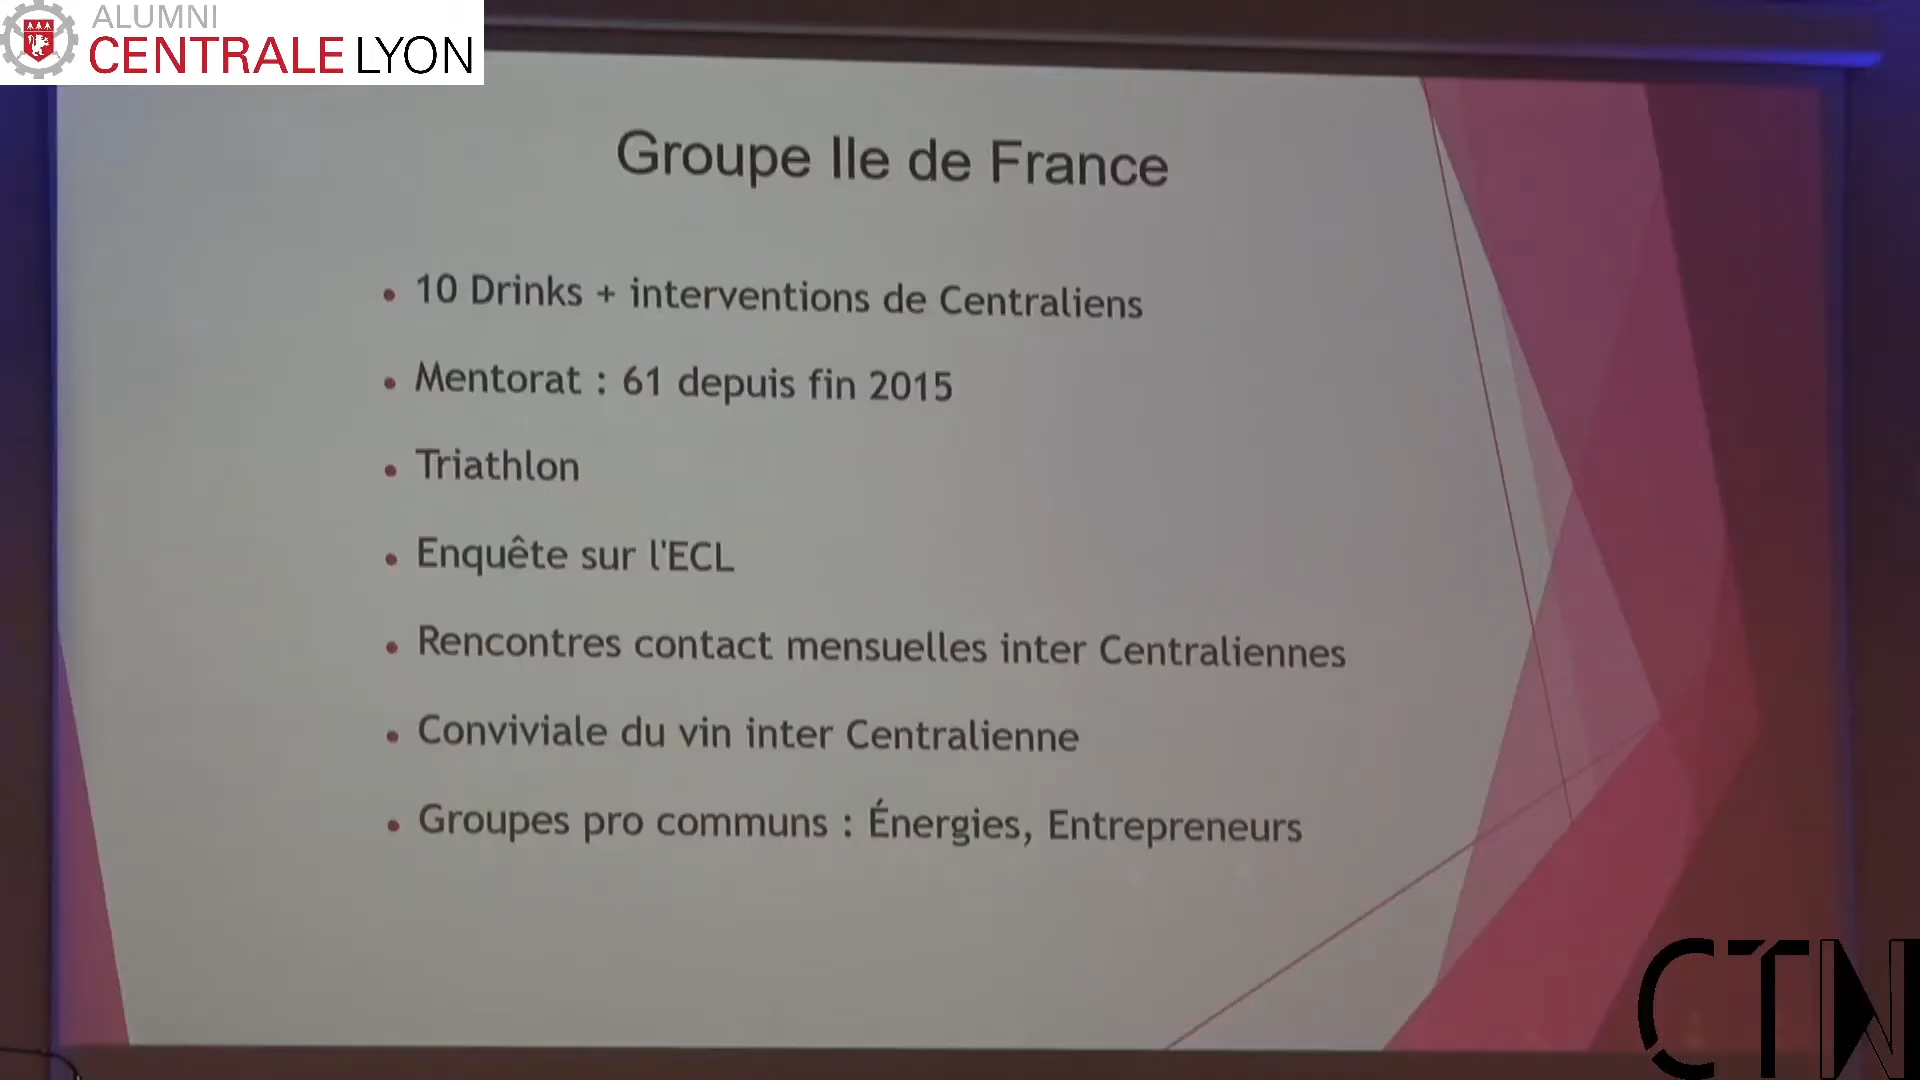 ALUMNI
CENTRALE LYON
Groupe Ile de France
• 10 Drinks + interventions de Centraliens
• Mentorat : 61 depuis fin 2015
• Triathlon
• Enquête sur l'ECL
• Rencontres contact mensuelles inter Centraliennes
• Conviviale du vin inter Centralienne
• Groupes pro communs : Énergies, Entrepreneurs
CTN